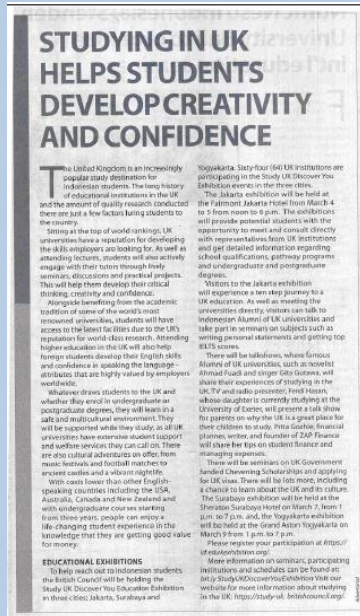 STUDYING IN UK
HELPS STUDENTS
DEVELOP CREATIVITY
AND CONFIDENCE
The United Kingdom is an increasingly
popular study destination for
Indonesian students. The long history
of educational institutions in the UK
and the amount of quality research conducted
there are just a few factors luring students to
the country.
Sitting at the top of world rankings, UK
universities have a reputation for developing
the skills employers are looking for. As well as
attending lectures, students will also actively
engage with their tutors through lively
seminars, discussions and practical projects.
This will help them develop their critical
thinking, creativity and confidence.
Alongside benefiting from the academic
tradition of some of the world's most
renowned universities, students will have
access to the latest facilities due to the UK's
reputation for world-class research. Attending
higher education in the UK will also help
foreign students develop their English skills
and confidence in speaking the language -
attributes that are highly valued by employers
worldwide.
Whatever draws students to the UK and
whether they enrol in undergraduate or
postgraduate degrees, they will learn in a
safe and multicultural environment. They
will be supported while they study, as all UK
universities have extensive student support
and welfare services they can call on. There
are also cultural adventures on offer, from
music festivals and football matches to
ancient castles and a vibrant nightlife.
With costs lower than other English-
speaking countries including the USA,
Australia, Canada and New Zealand and
with undergraduate courses starting
from three years, people can enjoy a
life-changing student experience in the
knowledge that they are getting good value
for money.
EDUCATIONAL EXHIBITIONS
To help reach out to Indonesian students,
the British Council will be holding the
Study UK Discover You Education Exhibition
in three cities: Jakarta, Surabaya and
Yogyakarta. Sixty-four (64) UK institutions are
participating in the Study UK Discover You
Exhibition events in the three cities.
The Jakarta exhibition will be held at
the Fairmont Jakarta Hotel from March 4
to 5 from noon to 6 p.m. The exhibitions
will provide potential students with the
opportunity to meet and consult directly
with representatives from UK institutions
and get detailed information regarding
school qualifications, pathway programs
and undergraduate and postgraduate
degrees.
Visitors to the Jakarta exhibition
will experience a ten step journey to a
UK education. As well as meeting the
universities directly, visitors can talk to
Indonesian Alumni of UK universities and
take part in seminars on subjects such as
writing personal statements and getting top
IELTS scores.
There will be talkshows, where famous
Alumni of UK universities, such as novelist
Ahmad Fuadi and singer Gita Gutawa, will
share their experiences of studying in the
UK. TV and radio presenter, Ferdi Hasan,
whose daughter is currently studying at the
University of Exeter, will present a talk show
for parents on why the UK is a great place for
their children to study. Prita Gozhie, financial
planner, writer, and founder of ZAP Finance
will share her tips on student finance and
managing expenses.
There will be seminars on UK Government
funded Chevening Scholarships and applying
for UK visas. There will be lots more, including
a chance to learn about the UK and its culture.
The Surabaya exhibition will be held at the
Sheraton Surabaya Hotel on March 7, from 1
p.m. to 7 p.m. and, the Yogyakarta exhibition
will be held at the Grand Aston Yogyakarta on
March 9 from 1 p.m. to 7 p.m.
Please register your participation at https://
id.edukexhibition.org/.
More information on seminars, participating
institutions and schedules can be found at:
bit.ly/StudyUKDiscoverYouExhibition Visit our
website for more information about studying
in the UK: https://study-uk.britishcouncil.org/